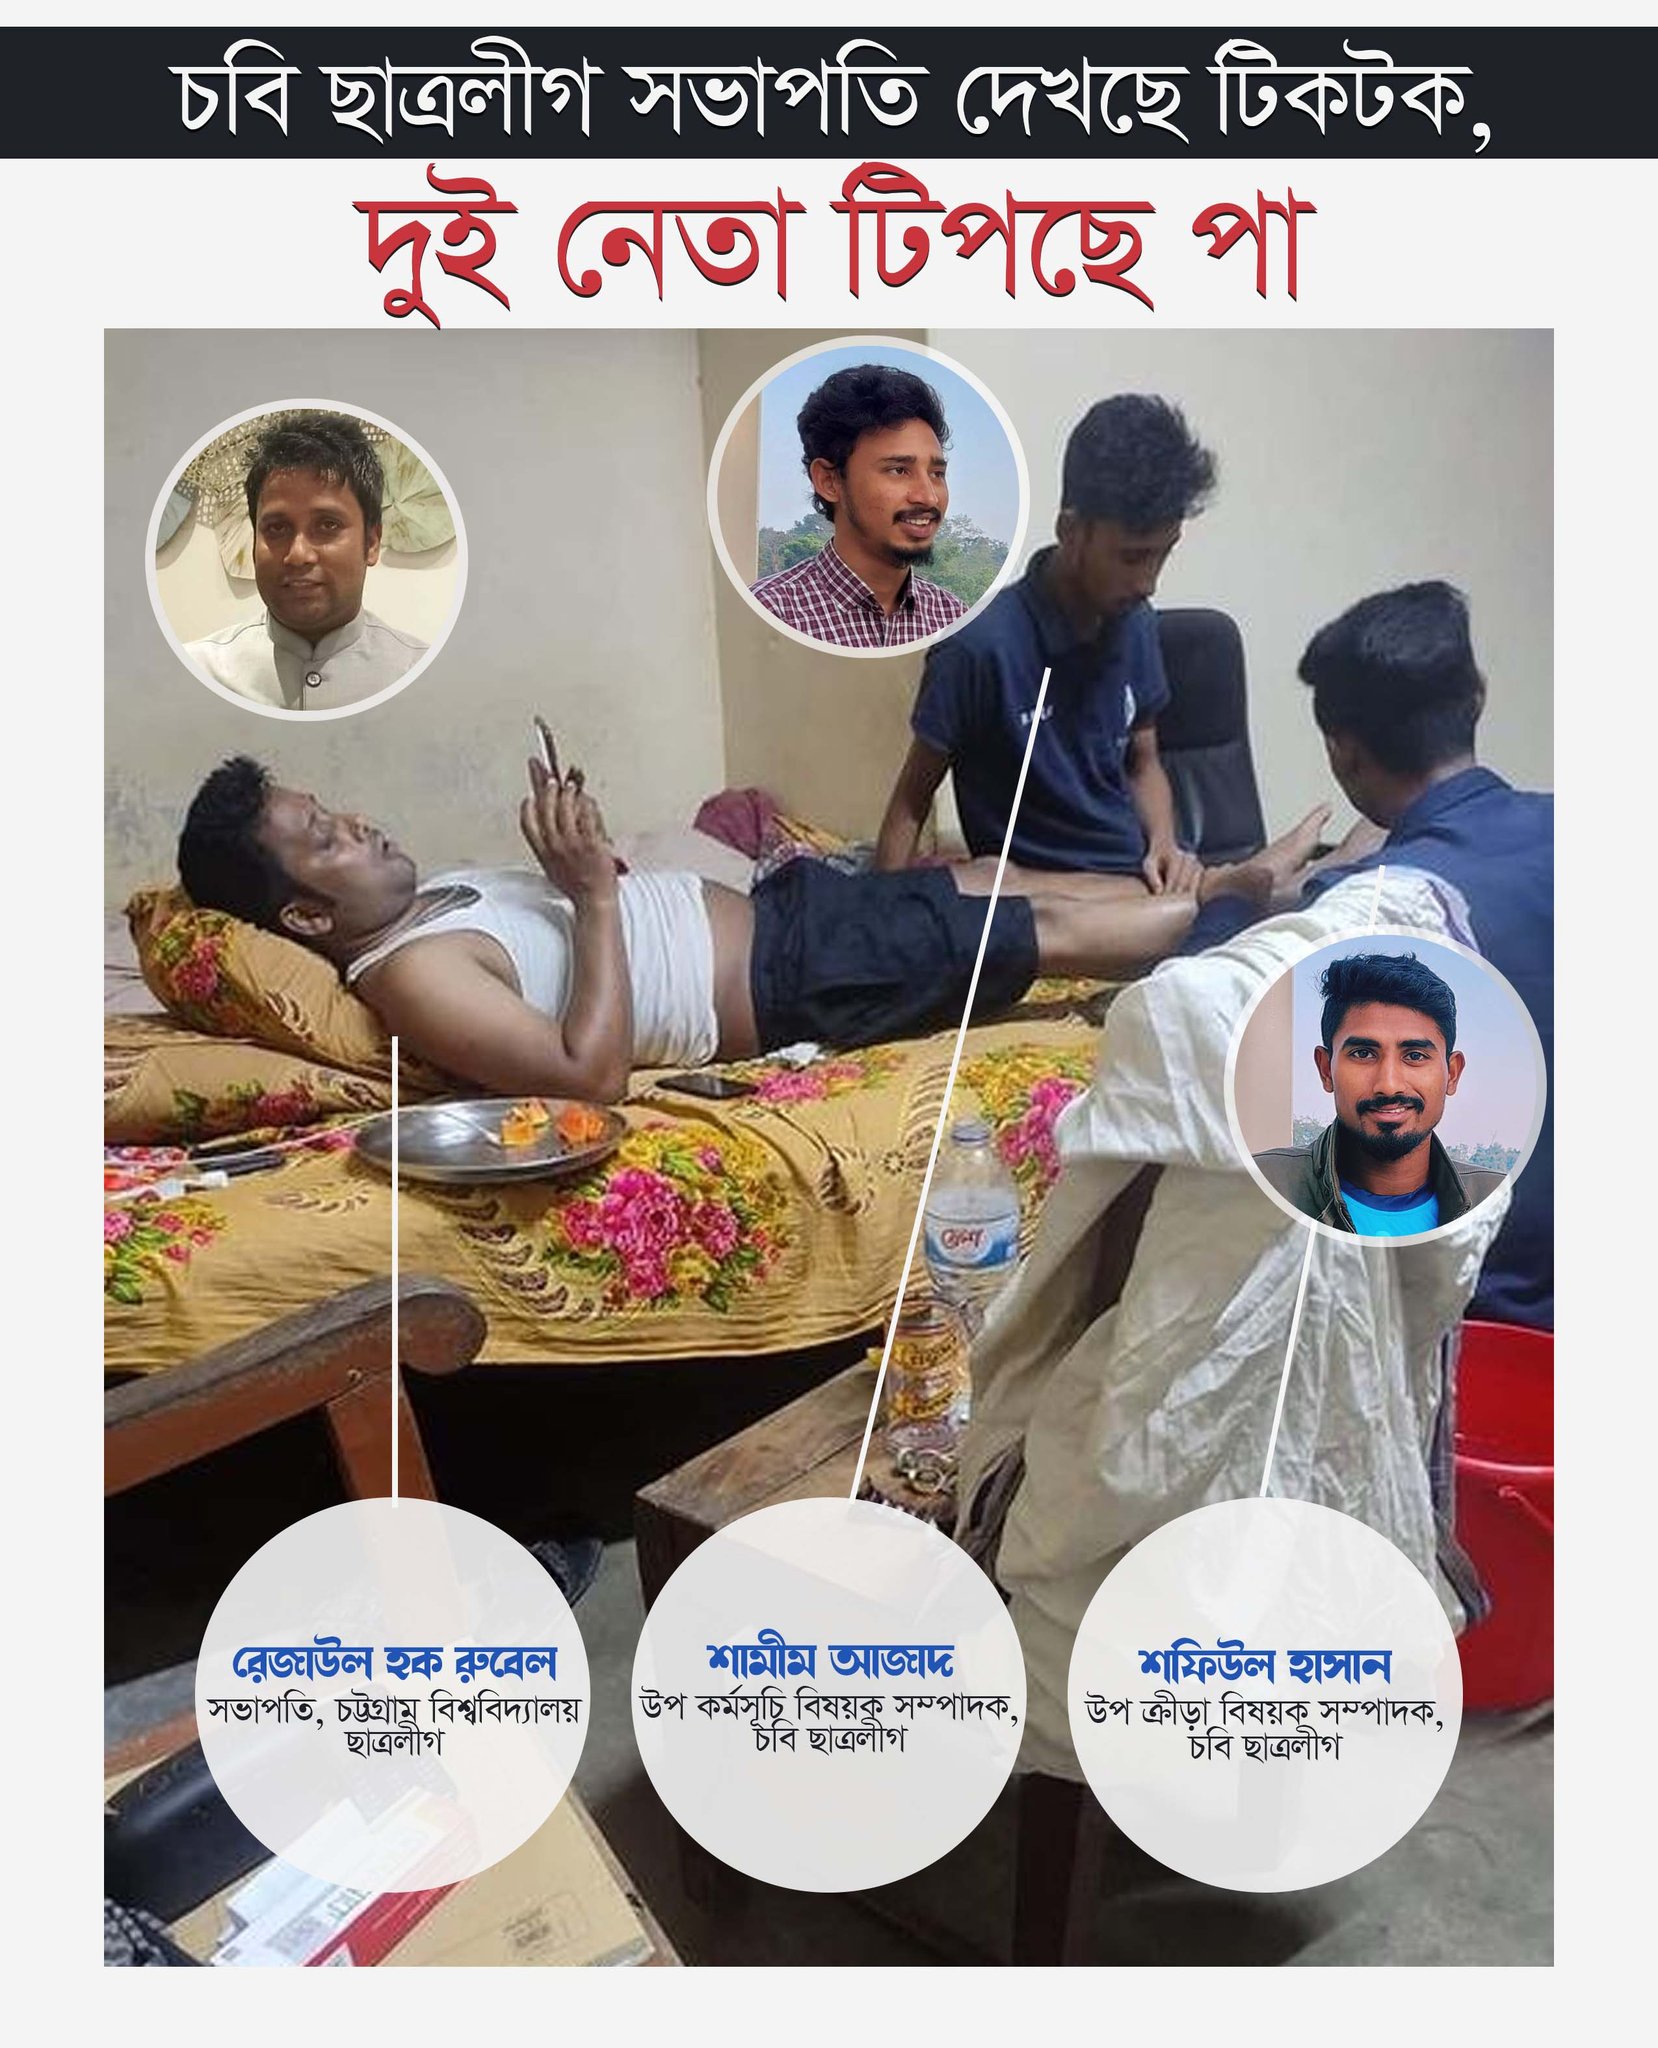 চবি ছাত্রলীগ সভাপতি দেখছে টিকটক,
দুই নেতা টিপছে পা
রেজাউল হক রুবেল
সভাপতি, চট্টগ্রাম বিশ্ববিদ্যালয়
ছাত্রলীগ
শামীম আজাদ
উপ কর্মসূচি বিষয়ক সম্পাদক,
চবি ছাত্রলীগ
শফিউল হাসান
উপ ক্রীড়া বিষয়ক সম্পাদক,
চবি ছাত্রলীগ